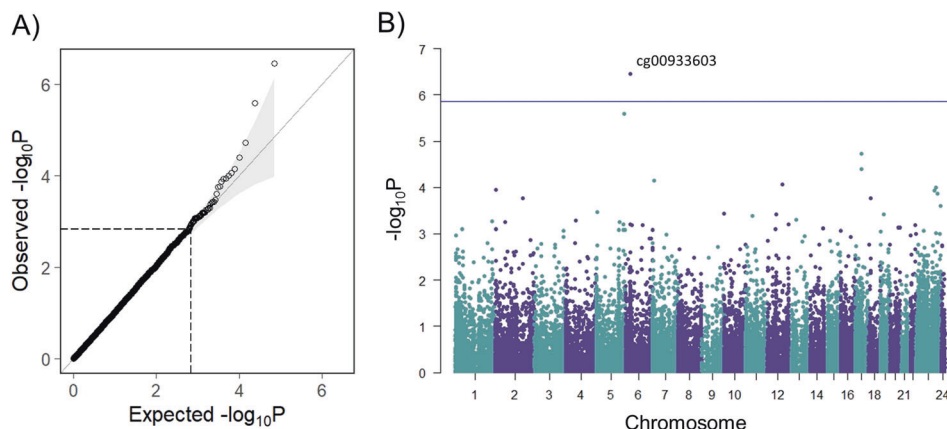 A)
Observed -log10P
6
4
2
0
0 2 4 6
Expected -log10P
B)
-log10P
7
6
5
4
3
2
1
0
cg00933603
1 2 3 4 5 6 7 8 9 10 12 14 16 18 21 24
Chromosome